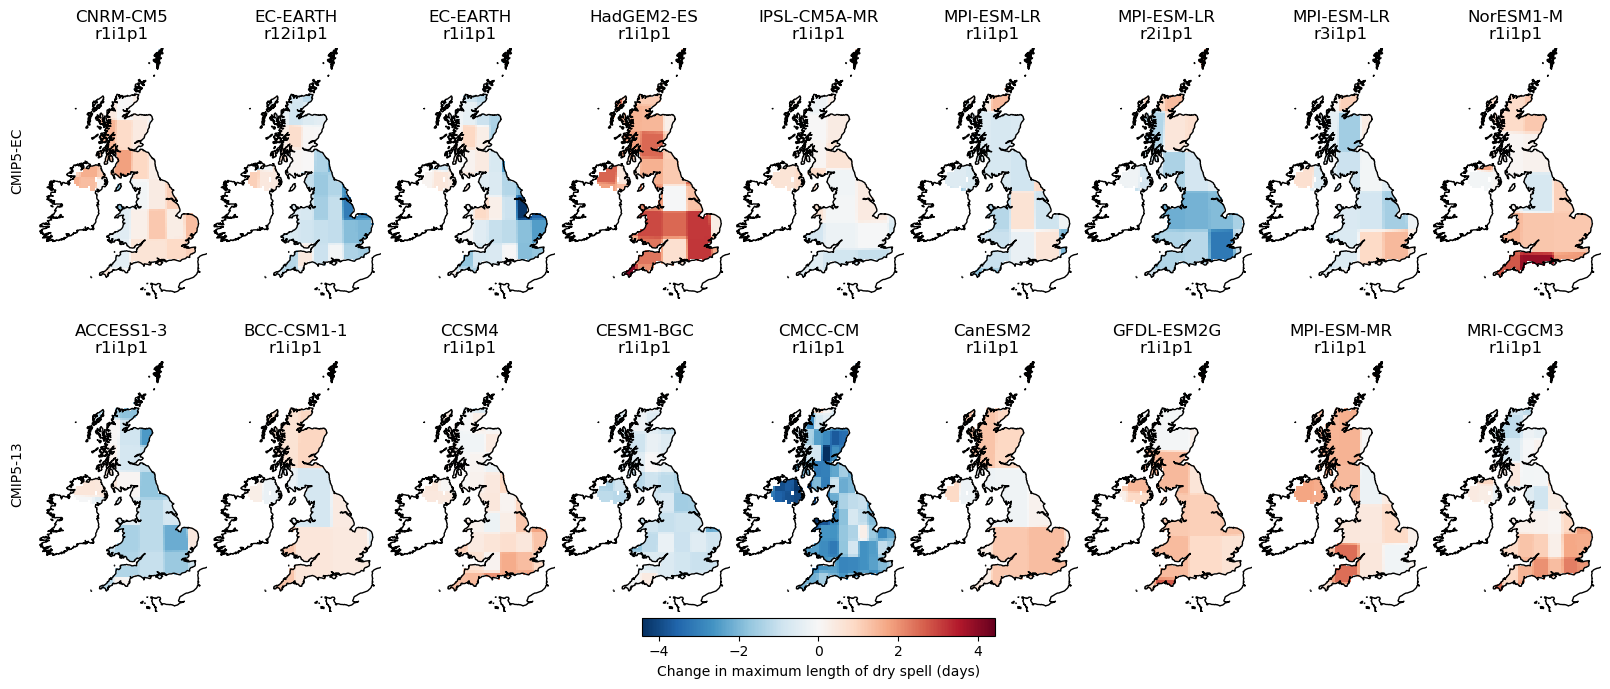 CNRM-CM5
r1i1p1
EC-EARTH
r12i1p1
EC-EARTH
r1i1p1
HadGEM2-ES
r1i1p1
IPSL-CM5A-MR
r1i1p1
MPI-ESM-LR
r1i1p1
MPI-ESM-LR
r2i1p1
MPI-ESM-LR
r3i1p1
NorESM1-M
r1i1p1
CMIP5-EC
ACCESS1-3
r1i1p1
BCC-CSM1-1
r1i1p1
CCSM4
r1i1p1
CESM1-BGC
r1i1p1
CMCC-CM
r1i1p1
CanESM2
r1i1p1
GFDL-ESM2G
r1i1p1
MPI-ESM-MR
r1i1p1
MRI-CGCM3
r1i1p1
CMIP5-13
−4 −2 0 2 4
Change in maximum length of dry spell (days)